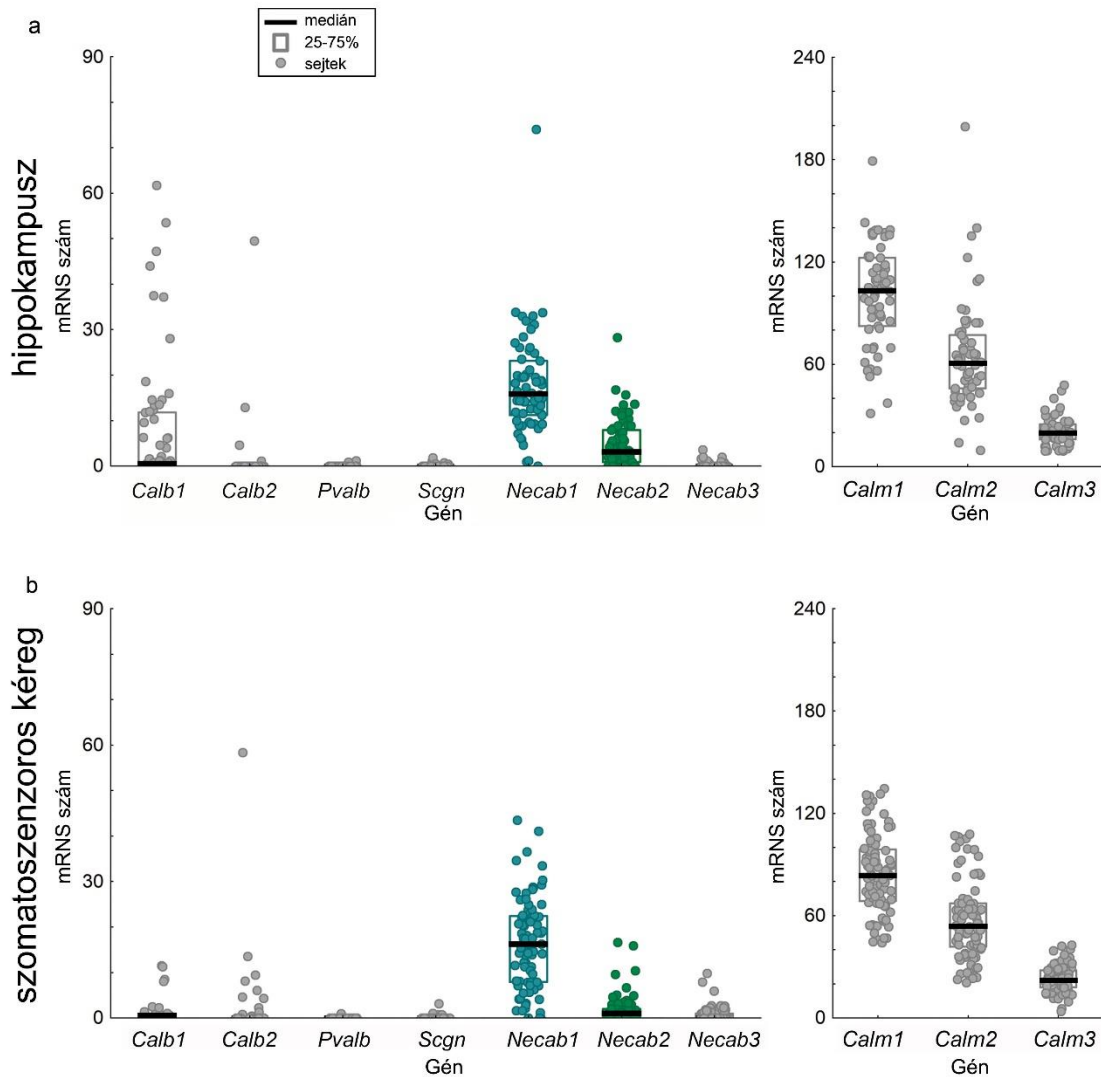 a
medián
25-75%
sejtek
hippokampusz
mRNS szám
90
60
30
0
Calb1 Calb2 Pvalb Scgn Necab1 Necab2 Necab3
Gén
mRNS szám
240
180
120
60
0
Calm1 Calm2 Calm3
Gén
b
szomatoszenzoros kéreg
mRNS szám
90
60
30
0
Calb1 Calb2 Pvalb Scgn Necab1 Necab2 Necab3
Gén
mRNS szám
240
180
120
60
0
Calm1 Calm2 Calm3
Gén